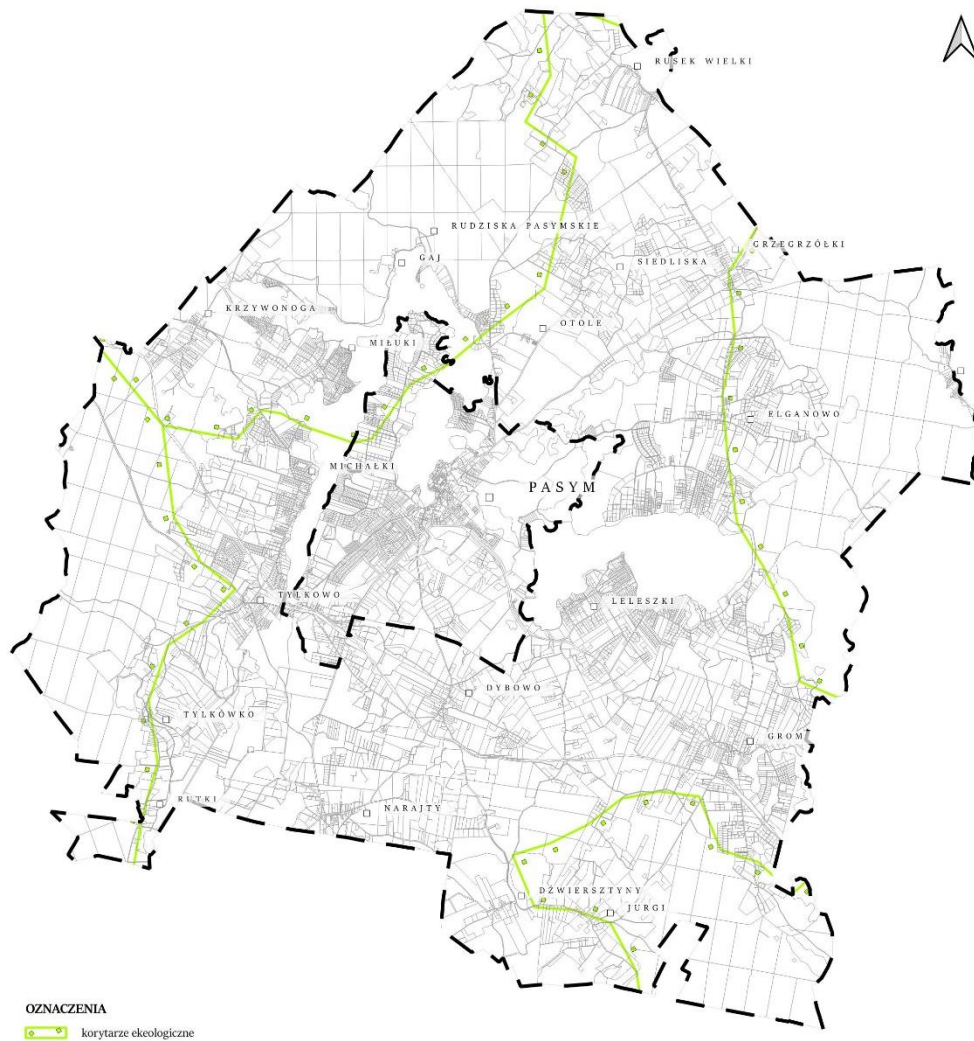 RUSEK WIELKI
RUDZISKA PASYMSKIE
GRZEGRZÓŁKI
GAJ
SIEDLISKA
KRZYWONOGA
OTOLE
MIŁUKI
ELGANOWO
MICHAŁKI
PASYM
TYLKOWO
LELESZKI
DYBOWO
TYLKÓWKO
GROM
RUTKI
NARAJTY
DŹWIERSZTYNY
JURGI
OZNACZENIA
korytarze ekeologiczne